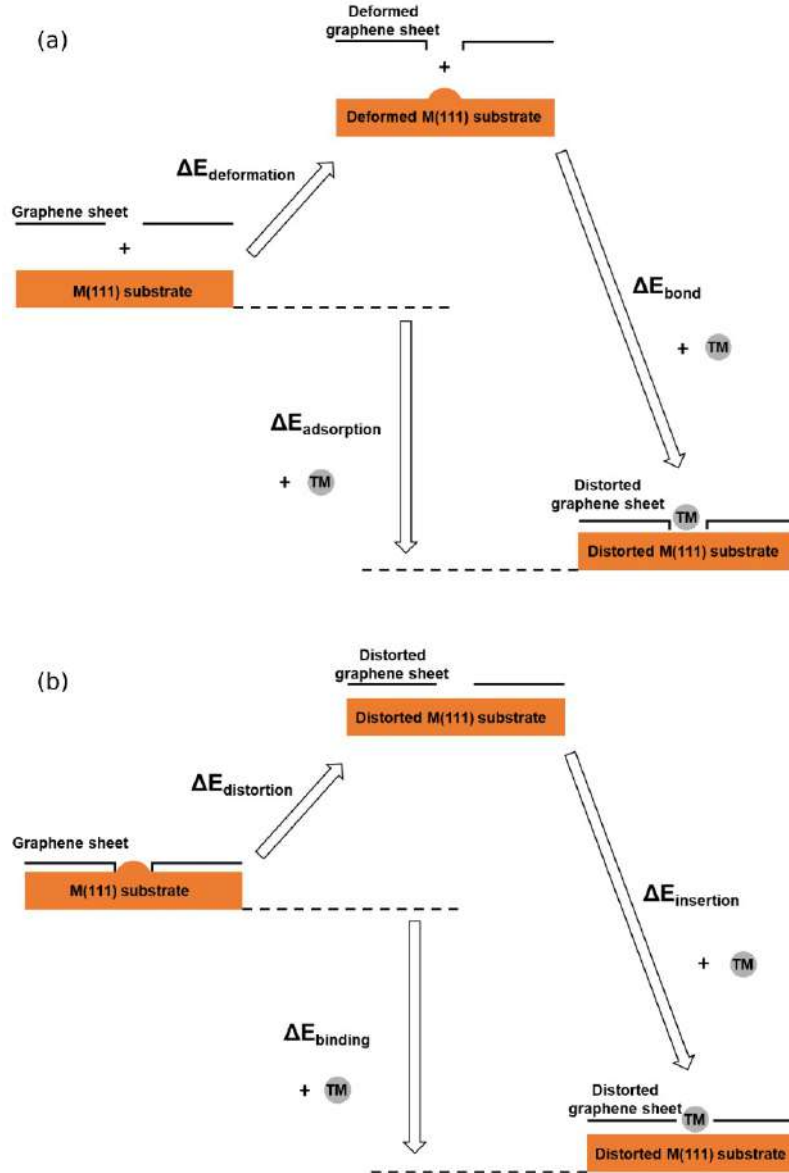 (a)
Deformed
graphene sheet
+
Deformed M(111) substrate
ΔEdeformation
Graphene sheet
+
M(111) substrate
ΔEbond
+ TM
ΔEadsorption
+ TM
Distorted
graphene sheet
TM
Distorted M(111) substrate
(b)
Distorted
graphene sheet
Distorted M(111) substrate
ΔEdistortion
Graphene sheet
M(111) substrate
ΔEinsertion
+ TM
ΔEbinding
+ TM
Distorted
graphene sheet
TM
Distorted M(111) substrate